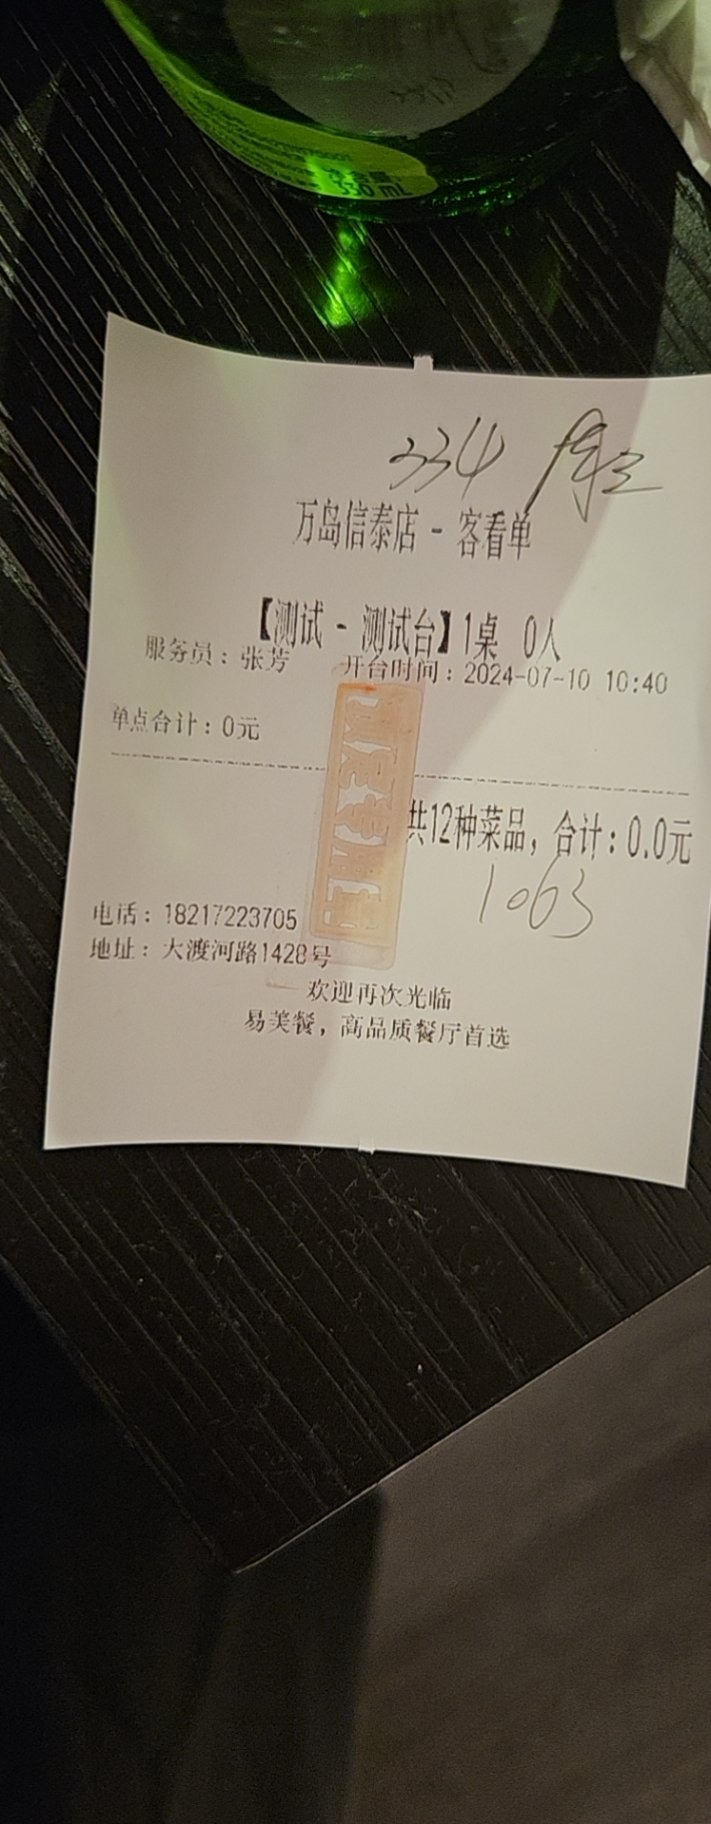 330 mL
334
万岛信泰店 - 客看单
【测试 - 测试台】1桌 0人
服务员：张芳 开台时间：2024-07-10 10:40
单点合计：0元
共12种菜品，合计：0.0元
1063
电话：18217223705
地址：大渡河路1428号
欢迎再次光临
易美餐，高品质餐厅首选